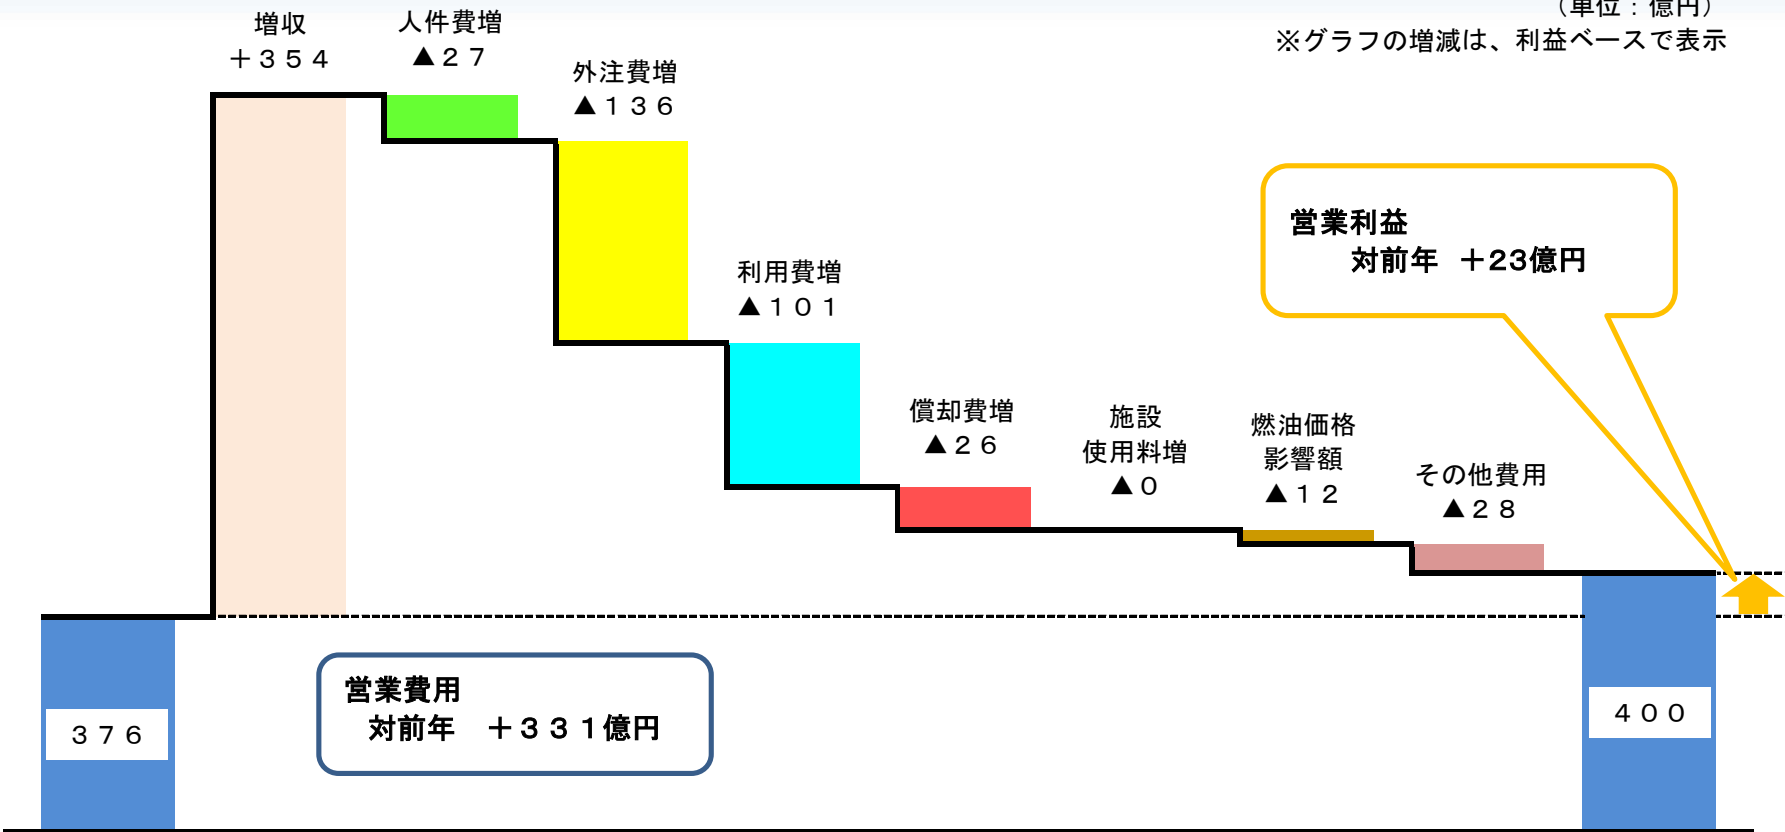 （単位：億円）
※グラフの増減は、利益ベースで表示
増収
＋３５４
人件費増
▲２７
外注費増
▲１３６
利用費増
▲１０１
償却費増
▲２６
施設
使用料増
▲０
燃油価格
影響額
▲１２
その他費用
▲２８
営業利益
対前年　＋23億円
営業費用
対前年　＋３３１億円
３７６
４００